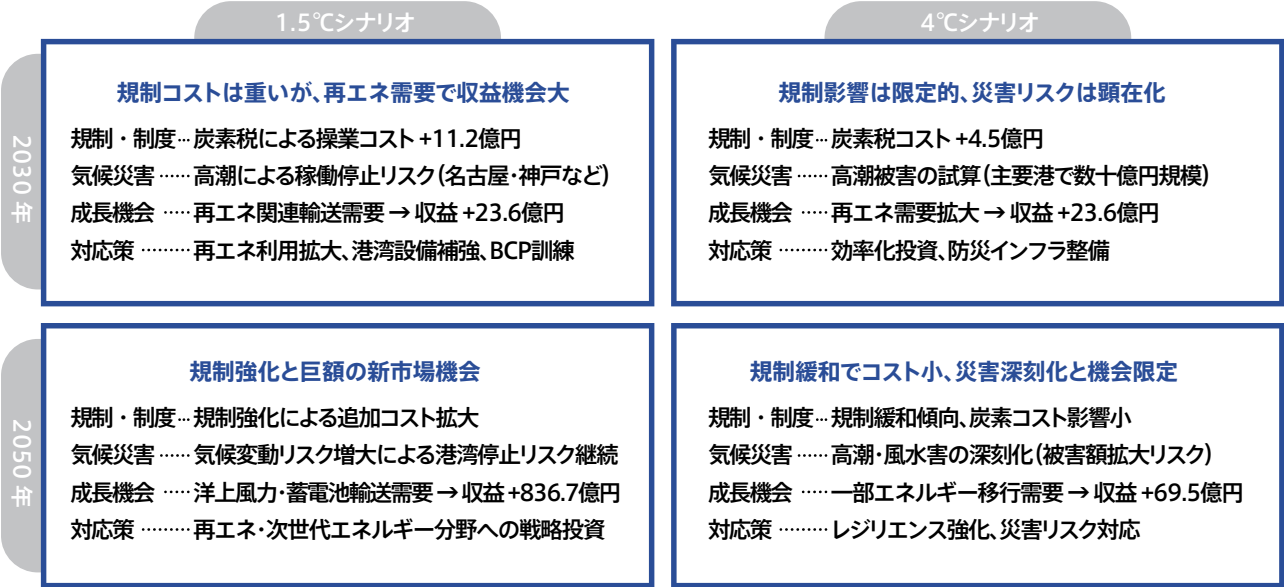 1.5℃シナリオ
4℃シナリオ
2030年
規制コストは重いが、再エネ需要で収益機会大
規制・制度…炭素税による操業コスト +11.2億円
気候災害……高潮による稼働停止リスク（名古屋・神戸など）
成長機会……再エネ関連輸送需要 → 収益 +23.6億円
対応策………再エネ利用拡大、港湾設備補強、BCP訓練
規制影響は限定的、災害リスクは顕在化
規制・制度…炭素税コスト +4.5億円
気候災害……高潮被害の試算（主要港で数十億円規模）
成長機会……再エネ需要拡大 → 収益 +23.6億円
対応策………効率化投資、防災インフラ整備
2050年
規制強化と巨額の新市場機会
規制・制度…規制強化による追加コスト拡大
気候災害……気候変動リスク増大による港湾停止リスク継続
成長機会……洋上風力・蓄電池輸送需要 → 収益 +836.7億円
対応策………再エネ・次世代エネルギー分野への戦略投資
規制緩和でコスト小、災害深刻化と機会限定
規制・制度…規制緩和傾向、炭素コスト影響小
気候災害……高潮・風水害の深刻化（被害額拡大リスク）
成長機会……一部エネルギー移行需要 → 収益 +69.5億円
対応策………レジリエンス強化、災害リスク対応